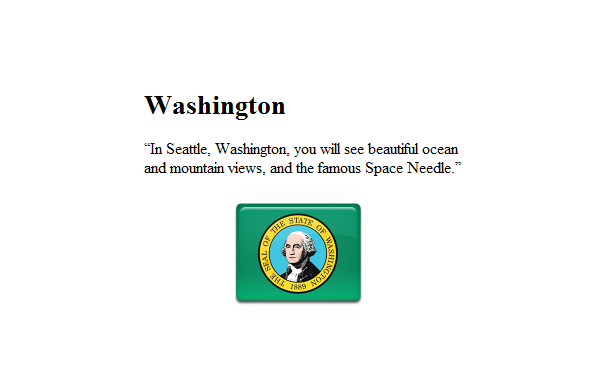 Washington
“In Seattle, Washington, you will see beautiful ocean
and mountain views, and the famous Space Needle.”
THE SEAL OF THE STATE OF WASHINGTON
1889